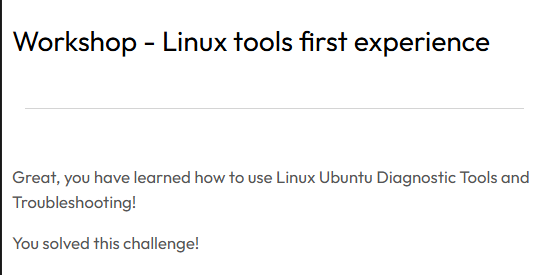 Workshop - Linux tools first experience
Great, you have learned how to use Linux Ubuntu Diagnostic Tools and
Troubleshooting!
You solved this challenge!